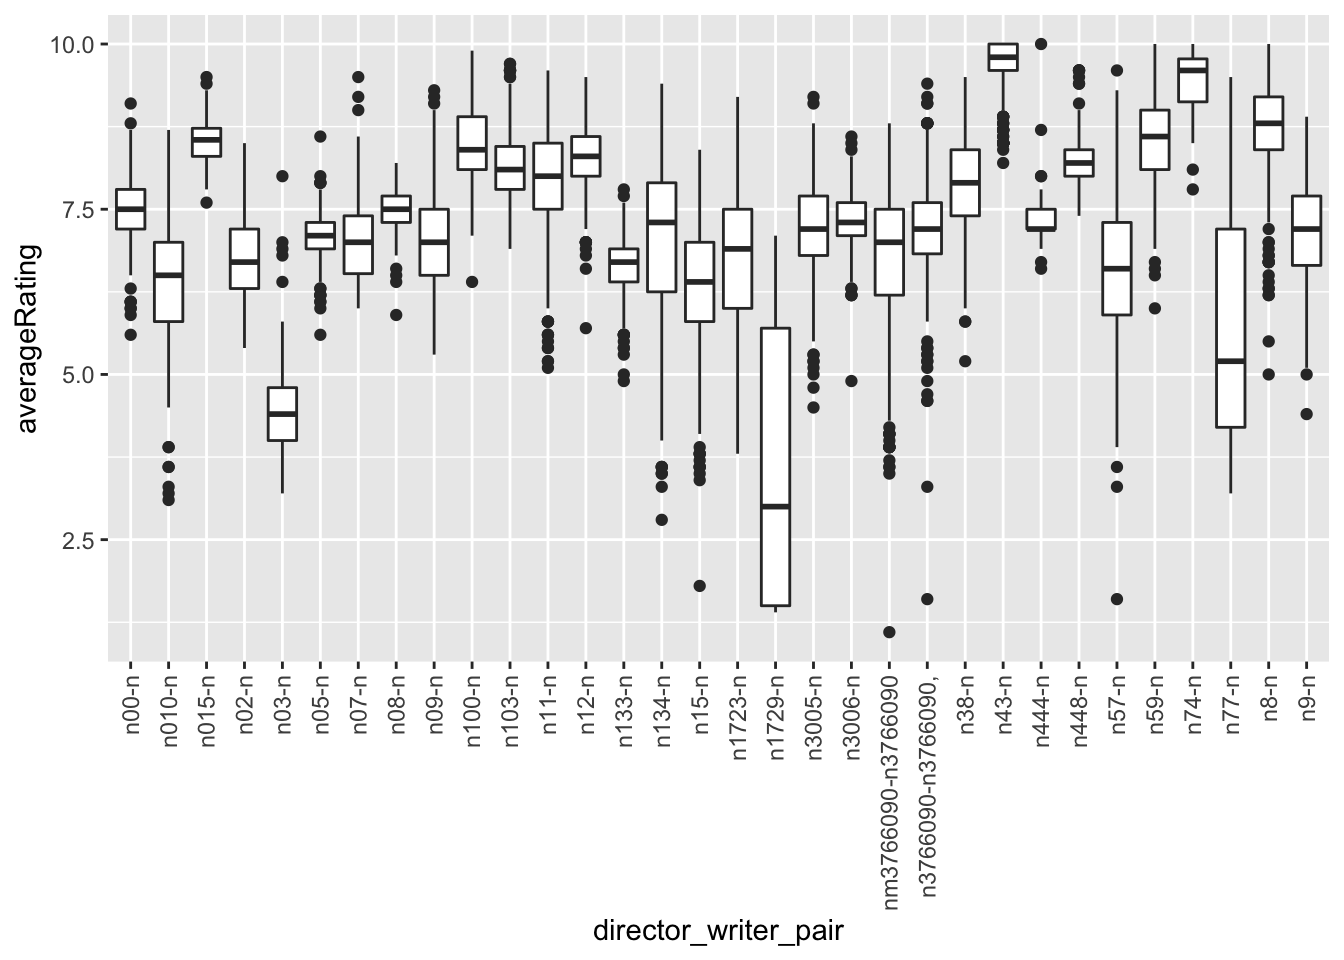 10.0
7.5
5.0
2.5
averageRating
n00-n
n010-n
n015-n
n02-n
n03-n
n05-n
n07-n
n08-n
n09-n
n100-n
n103-n
n11-n
n12-n
n133-n
n134-n
n15-n
n1723-n
n1729-n
n3005-n
n3006-n
nm3766090-n3766090
n3766090-n3766090,
n38-n
n43-n
n444-n
n448-n
n57-n
n59-n
n74-n
n77-n
n8-n
n9-n
director_writer_pair